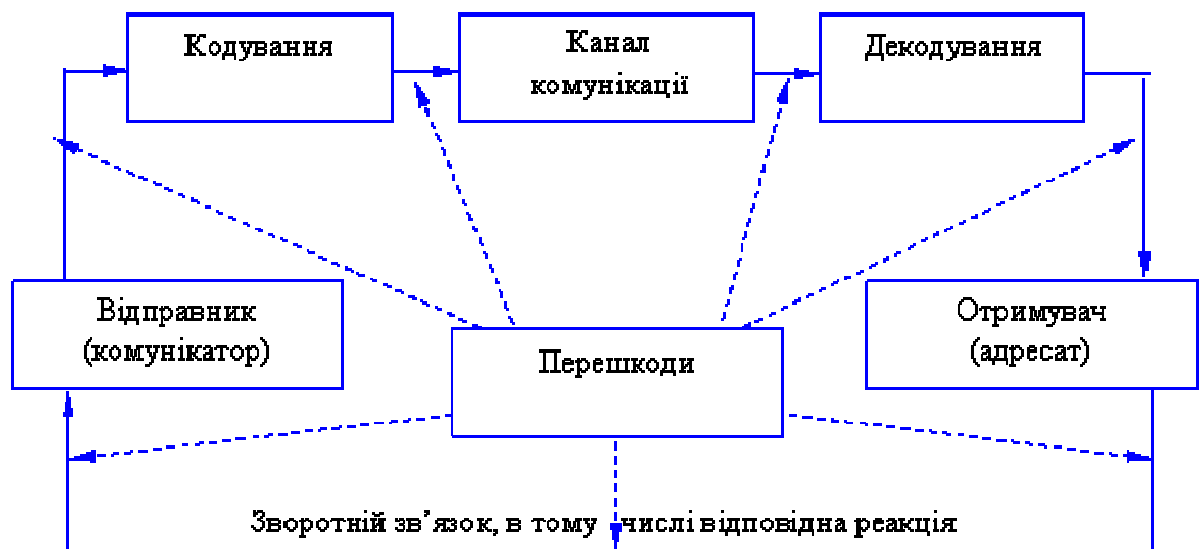 Кодування
Канал
комунікації
Декодування
Відправник
(комунікатор)
Перешкоди
Отримувач
(адресат)
Зворотній зв’язок, в тому числі відповідна реакція